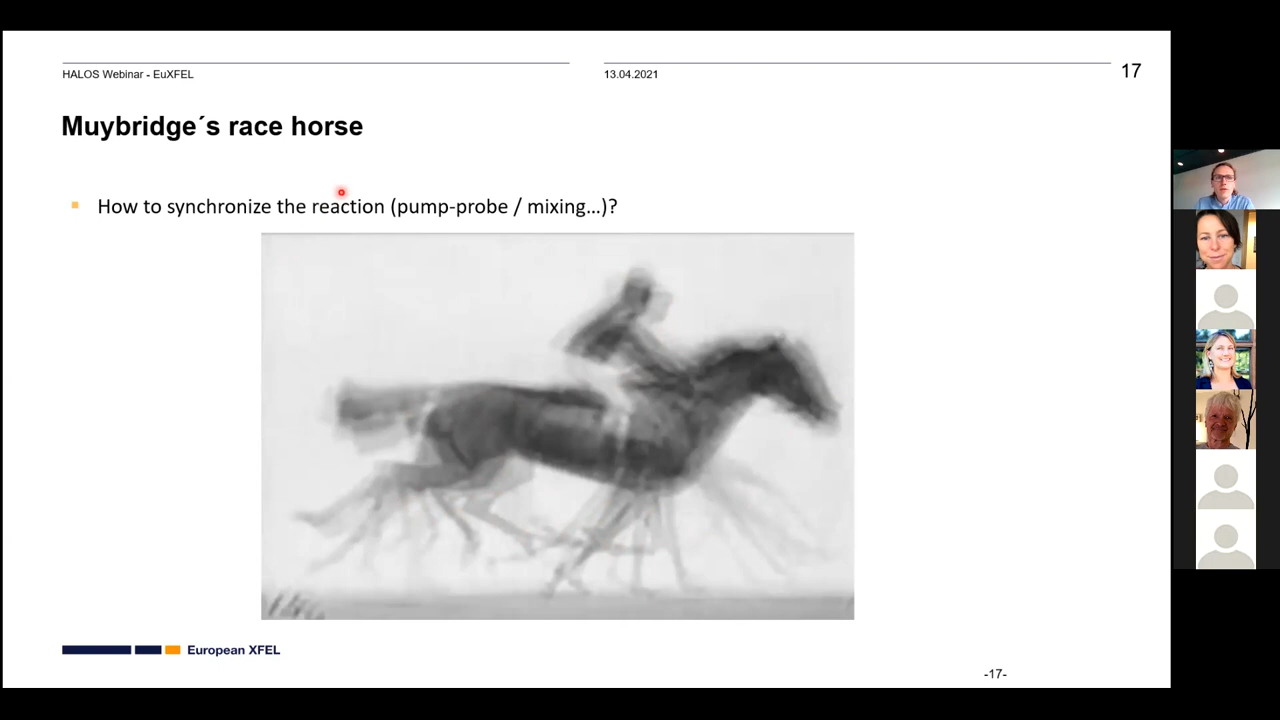 HALOS Webinar - EuXFEL
13.04.2021
17
Muybridge´s race horse
How to synchronize the reaction (pump-probe / mixing...)?
European XFEL
-17-